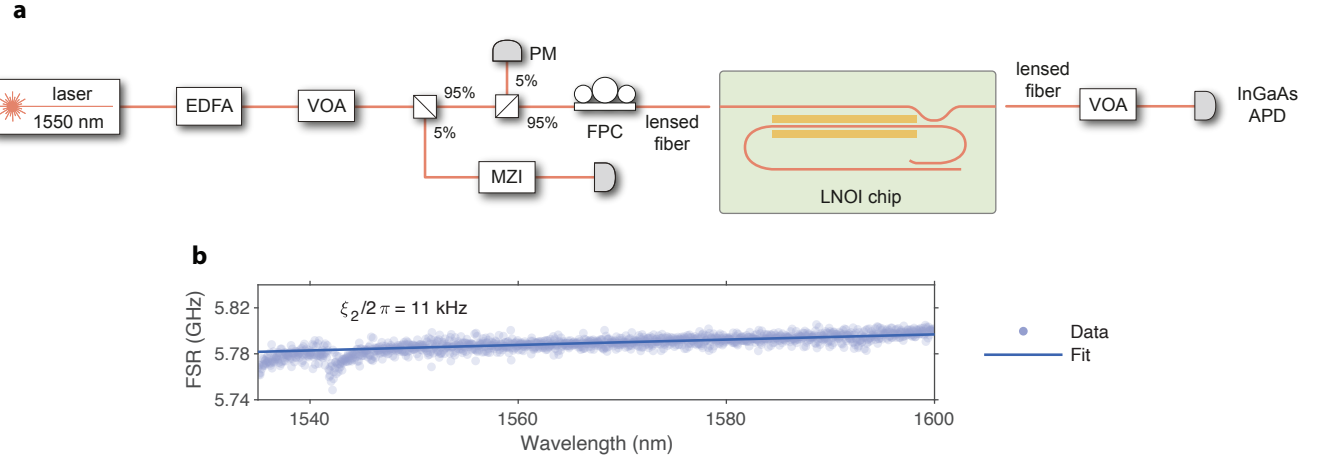 a
laser
1550 nm
EDFA
VOA
95%
5%
PM
5%
95%
FPC
lensed
fiber
MZI
LNOI chip
lensed
fiber
VOA
InGaAs
APD
b
ξ2/2π = 11 kHz
FSR (GHz)
5.82
5.78
5.74
1540
1560
1580
1600
Wavelength (nm)
Data
Fit